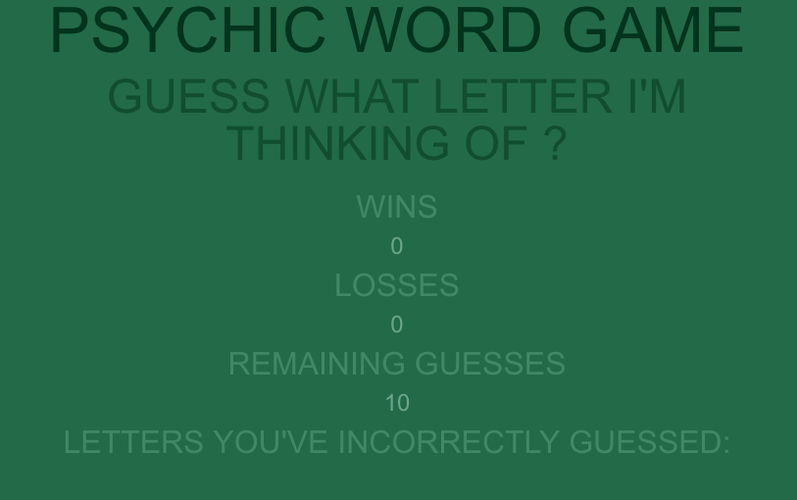 PSYCHIC WORD GAME
GUESS WHAT LETTER I'M
THINKING OF ?
WINS
0
LOSSES
0
REMAINING GUESSES
10
LETTERS YOU'VE INCORRECTLY GUESSED: